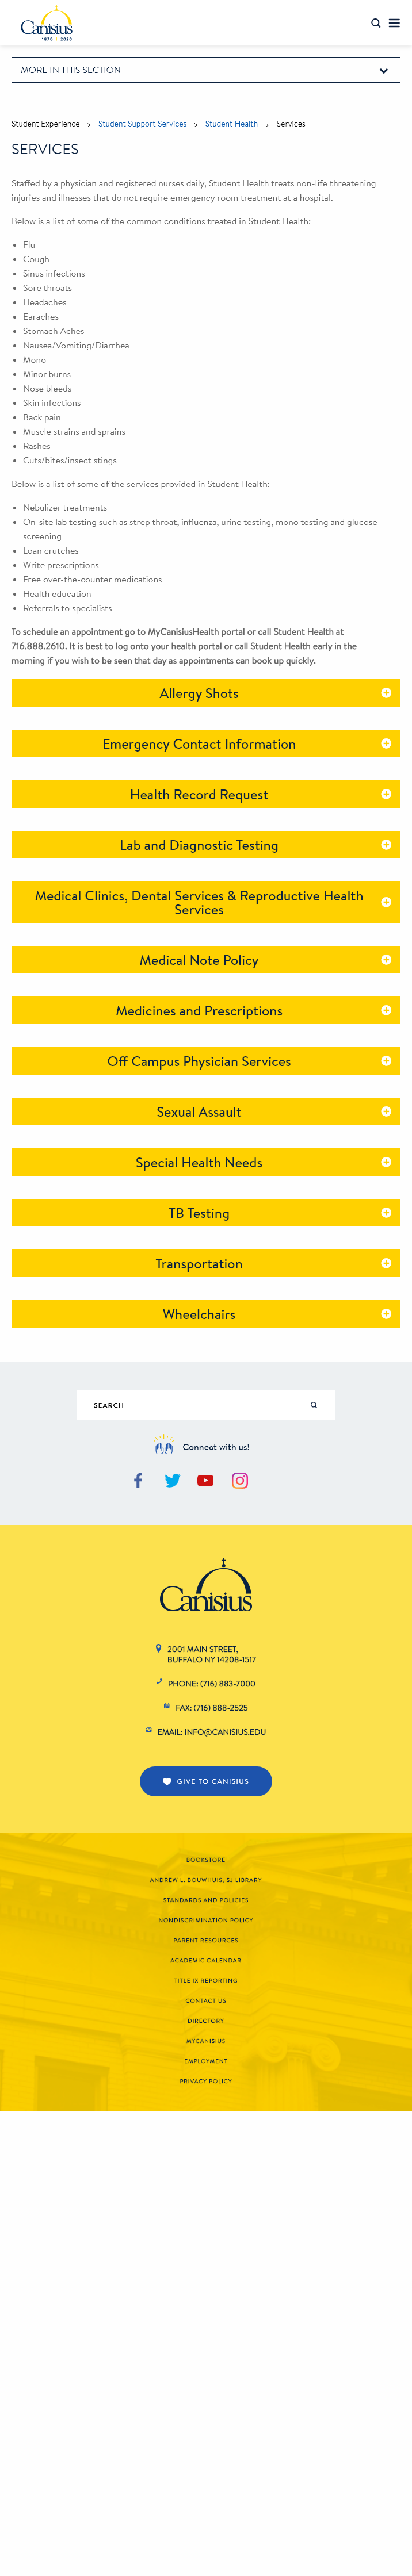 Canisius
1870 2020
MORE IN THIS SECTION
Student Experience > Student Support Services > Student Health > Services
SERVICES
Staffed by a physician and registered nurses daily, Student Health treats non-life threatening
injuries and illnesses that do not require emergency room treatment at a hospital.
Below is a list of some of the common conditions treated in Student Health:
• Flu
• Cough
• Sinus infections
• Sore throats
• Headaches
• Earaches
• Stomach Aches
• Nausea/Vomiting/Diarrhea
• Mono
• Minor burns
• Nose bleeds
• Skin infections
• Back pain
• Muscle strains and sprains
• Rashes
• Cuts/bites/insect stings
Below is a list of some of the services provided in Student Health:
• Nebulizer treatments
• On-site lab testing such as strep throat, influenza, urine testing, mono testing and glucose
screening
• Loan crutches
• Write prescriptions
• Free over-the-counter medications
• Health education
• Referrals to specialists
To schedule an appointment go to MyCanisiusHealth portal or call Student Health at
716.888.2610. It is best to log onto your health portal or call Student Health early in the
morning if you wish to be seen that day as appointments can book up quickly.
Allergy Shots
Emergency Contact Information
Health Record Request
Lab and Diagnostic Testing
Medical Clinics, Dental Services & Reproductive Health
Services
Medical Note Policy
Medicines and Prescriptions
Off Campus Physician Services
Sexual Assault
Special Health Needs
TB Testing
Transportation
Wheelchairs
SEARCH
Connect with us!
Canisius
2001 MAIN STREET,
BUFFALO NY 14208-1517
PHONE: (716) 883-7000
FAX: (716) 888-2525
EMAIL: INFO@CANISIUS.EDU
GIVE TO CANISIUS
BOOKSTORE
ANDREW L. BOUWHUIS, SJ LIBRARY
STANDARDS AND POLICIES
NONDISCRIMINATION POLICY
PARENT RESOURCES
ACADEMIC CALENDAR
TITLE IX REPORTING
CONTACT US
DIRECTORY
MYCANISIUS
EMPLOYMENT
PRIVACY POLICY